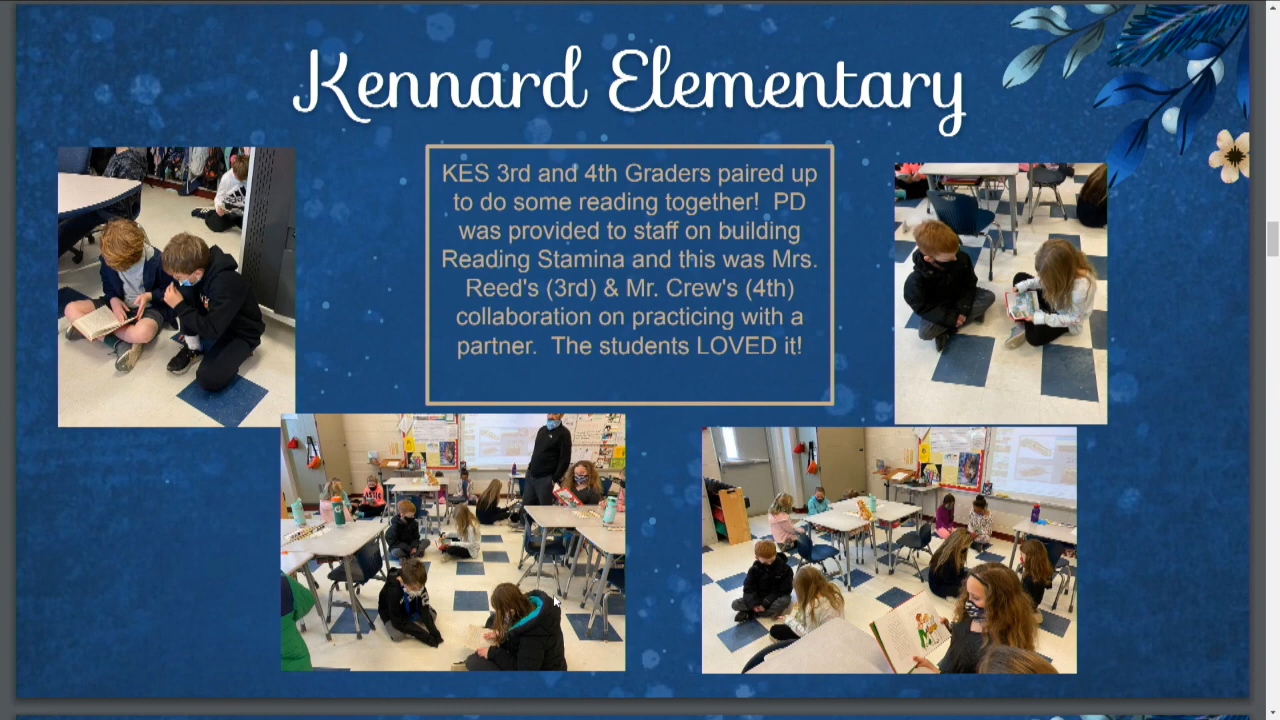 Kennard Elementary
KES 3rd and 4th Graders paired up
to do some reading together!  PD
was provided to staff on building
Reading Stamina and this was Mrs.
Reed's (3rd) & Mr. Crew's (4th)
collaboration on practicing with a
partner.  The students LOVED it!